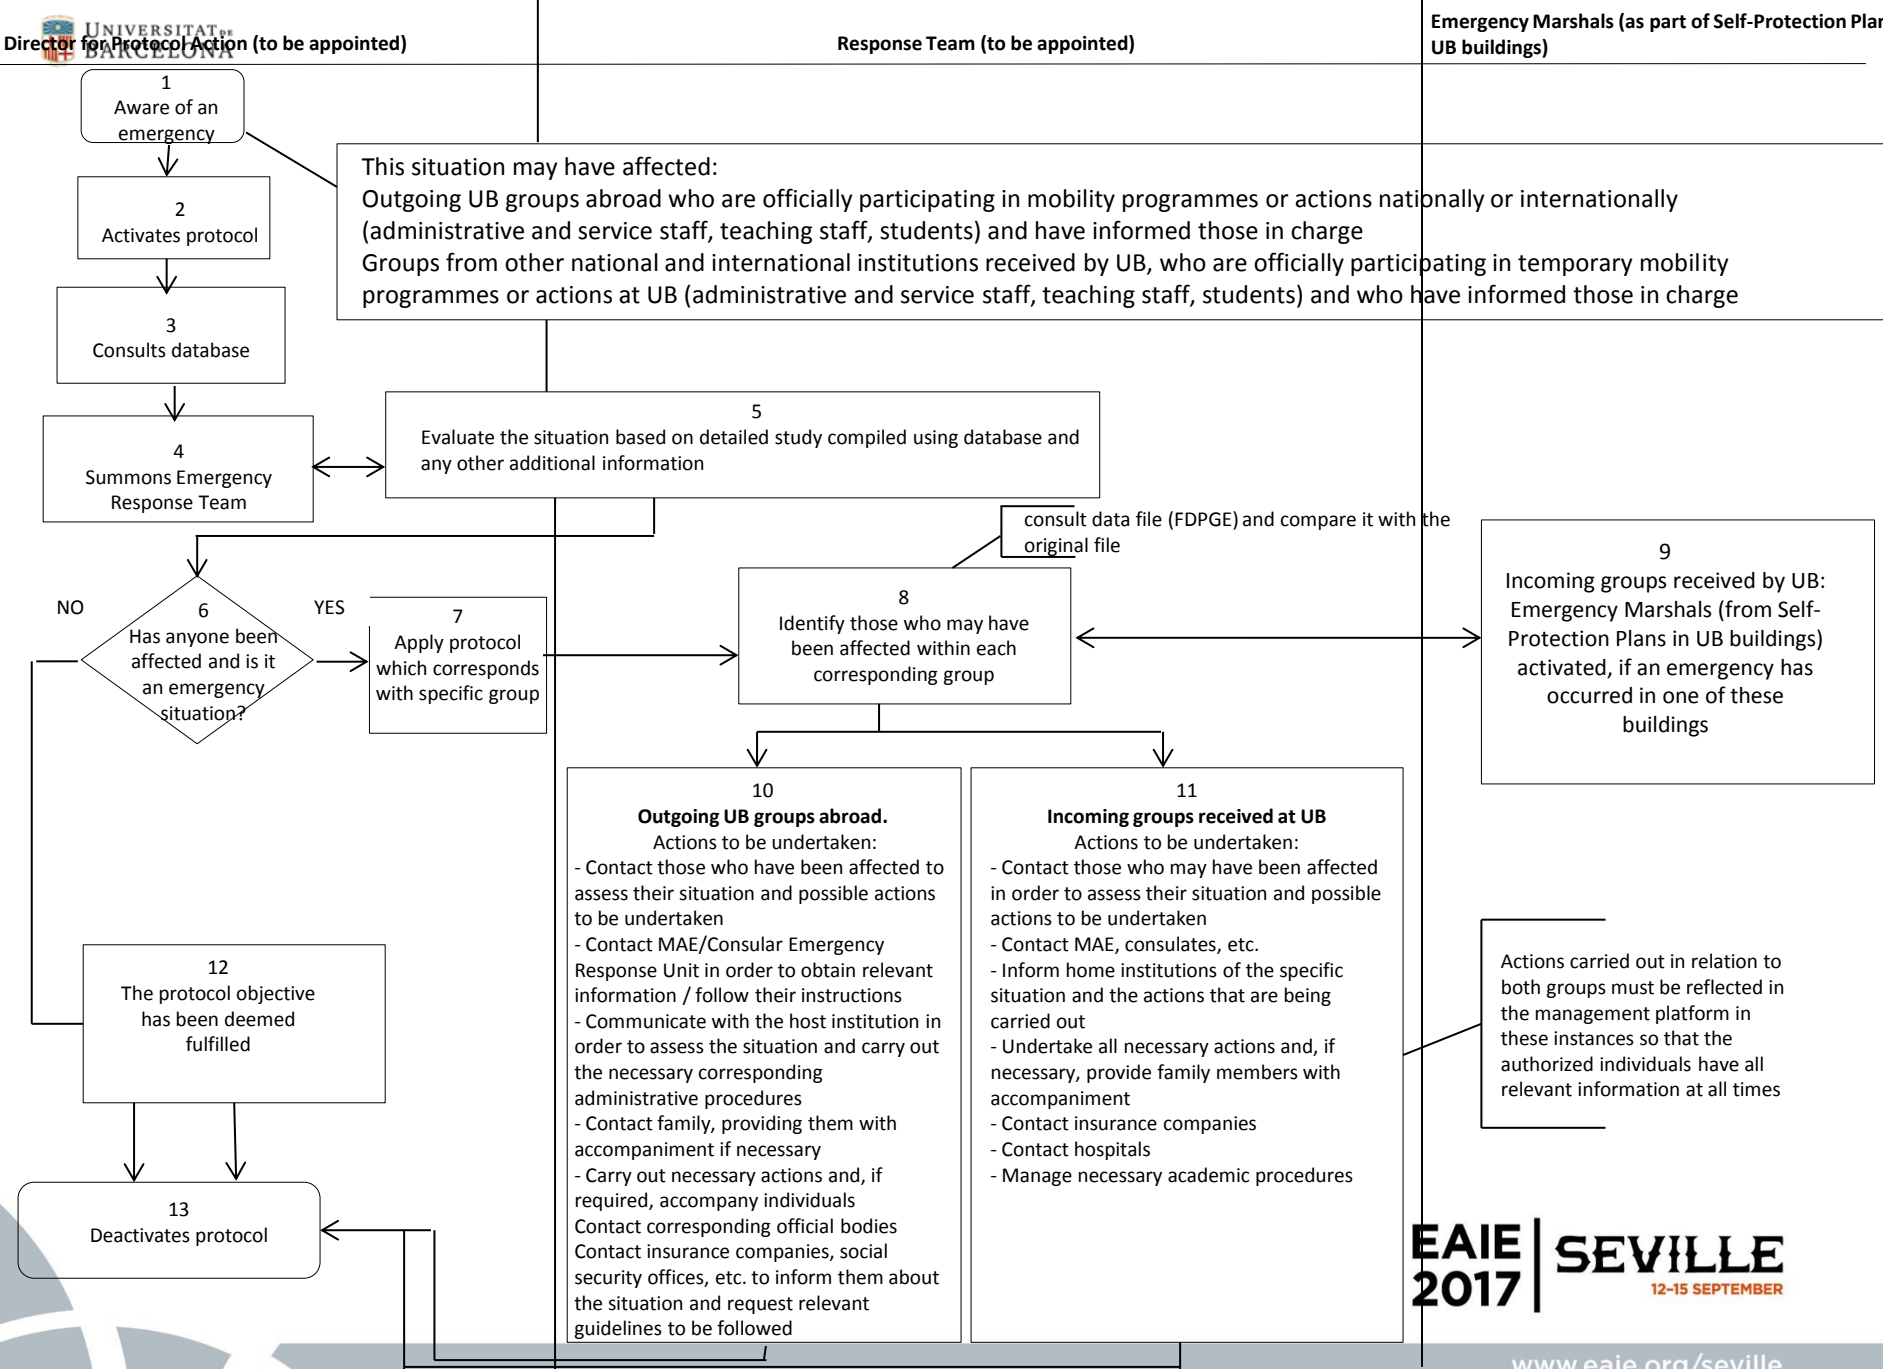 UNIVERSITAT DE
BARCELONA
Director for Protocol Action (to be appointed)
Response Team (to be appointed)
Emergency Marshals (as part of Self-Protection Plan
UB buildings)
1
Aware of an
emergency
This situation may have affected:
Outgoing UB groups abroad who are officially participating in mobility programmes or actions nationally or internationally
(administrative and service staff, teaching staff, students) and have informed those in charge
Groups from other national and international institutions received by UB, who are officially participating in temporary mobility
programmes or actions at UB (administrative and service staff, teaching staff, students) and who have informed those in charge
2
Activates protocol
3
Consults database
4
Summons Emergency
Response Team
5
Evaluate the situation based on detailed study compiled using database and
any other additional information
consult data file (FDPGE) and compare it with the
original file
NO
6
Has anyone been
affected and is it
an emergency
situation?
YES
7
Apply protocol
which corresponds
with specific group
8
Identify those who may have
been affected within each
corresponding group
9
Incoming groups received by UB:
Emergency Marshals (from Self-
Protection Plans in UB buildings)
activated, if an emergency has
occurred in one of these
buildings
10
Outgoing UB groups abroad.
Actions to be undertaken:
- Contact those who have been affected to
assess their situation and possible actions
to be undertaken
- Contact MAE/Consular Emergency
Response Unit in order to obtain relevant
information / follow their instructions
- Communicate with the host institution in
order to assess the situation and carry out
the necessary corresponding
administrative procedures
- Contact family, providing them with
accompaniment if necessary
- Carry out necessary actions and, if
required, accompany individuals
Contact corresponding official bodies
Contact insurance companies, social
security offices, etc. to inform them about
the situation and request relevant
guidelines to be followed
11
Incoming groups received at UB
Actions to be undertaken:
- Contact those who may have been affected
in order to assess their situation and possible
actions to be undertaken
- Contact MAE, consulates, etc.
- Inform home institutions of the specific
situation and the actions that are being
carried out
- Undertake all necessary actions and, if
necessary, provide family members with
accompaniment
- Contact insurance companies
- Contact hospitals
- Manage necessary academic procedures
Actions carried out in relation to
both groups must be reflected in
the management platform in
these instances so that the
authorized individuals have all
relevant information at all times
12
The protocol objective
has been deemed
fulfilled
13
Deactivates protocol
EAIE
2017
SEVILLE
12-15 SEPTEMBER
www.eaie.org/seville